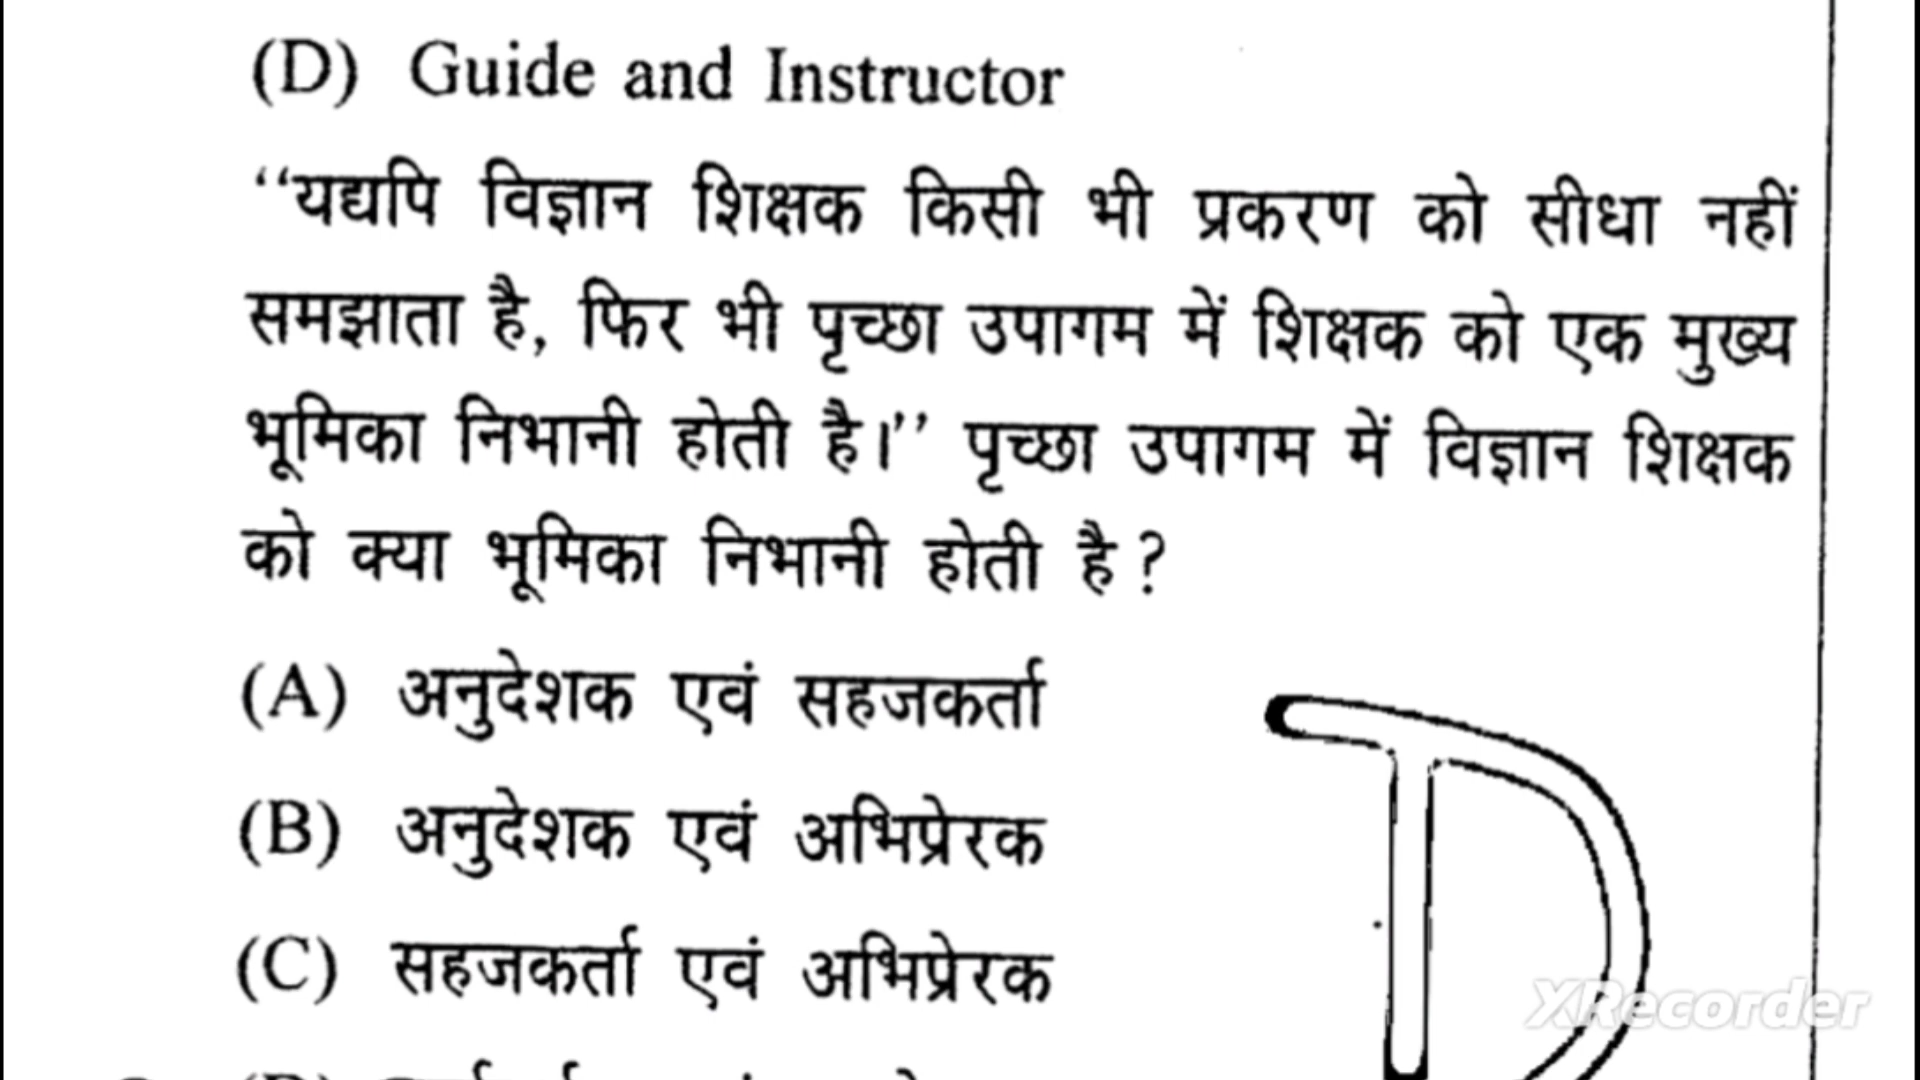 (D) Guide and Instructor
‘‘यद्यपि विज्ञान शिक्षक किसी भी प्रकरण को सीधा नहीं
समझाता है, फिर भी पृच्छा उपागम में शिक्षक को एक मुख्य
भूमिका निभानी होती है।’’ पृच्छा उपागम में विज्ञान शिक्षक
को क्या भूमिका निभानी होती है ?
(A) अनुदेशक एवं सहजकर्ता
(B) अनुदेशक एवं अभिप्रेरक
(C) सहजकर्ता एवं अभिप्रेरक
D
XRecorder